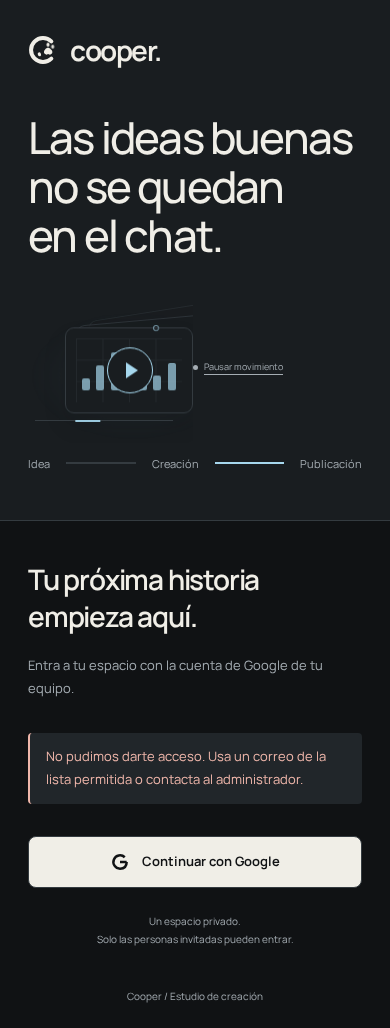 cooper.
Las ideas buenas
no se quedan
en el chat.
Pausar movimiento
Idea
Creación
Publicación
Tu próxima historia
empieza aquí.
Entra a tu espacio con la cuenta de Google de tu
equipo.
No pudimos darte acceso. Usa un correo de la
lista permitida o contacta al administrador.
Continuar con Google
Un espacio privado.
Solo las personas invitadas pueden entrar.
Cooper / Estudio de creación